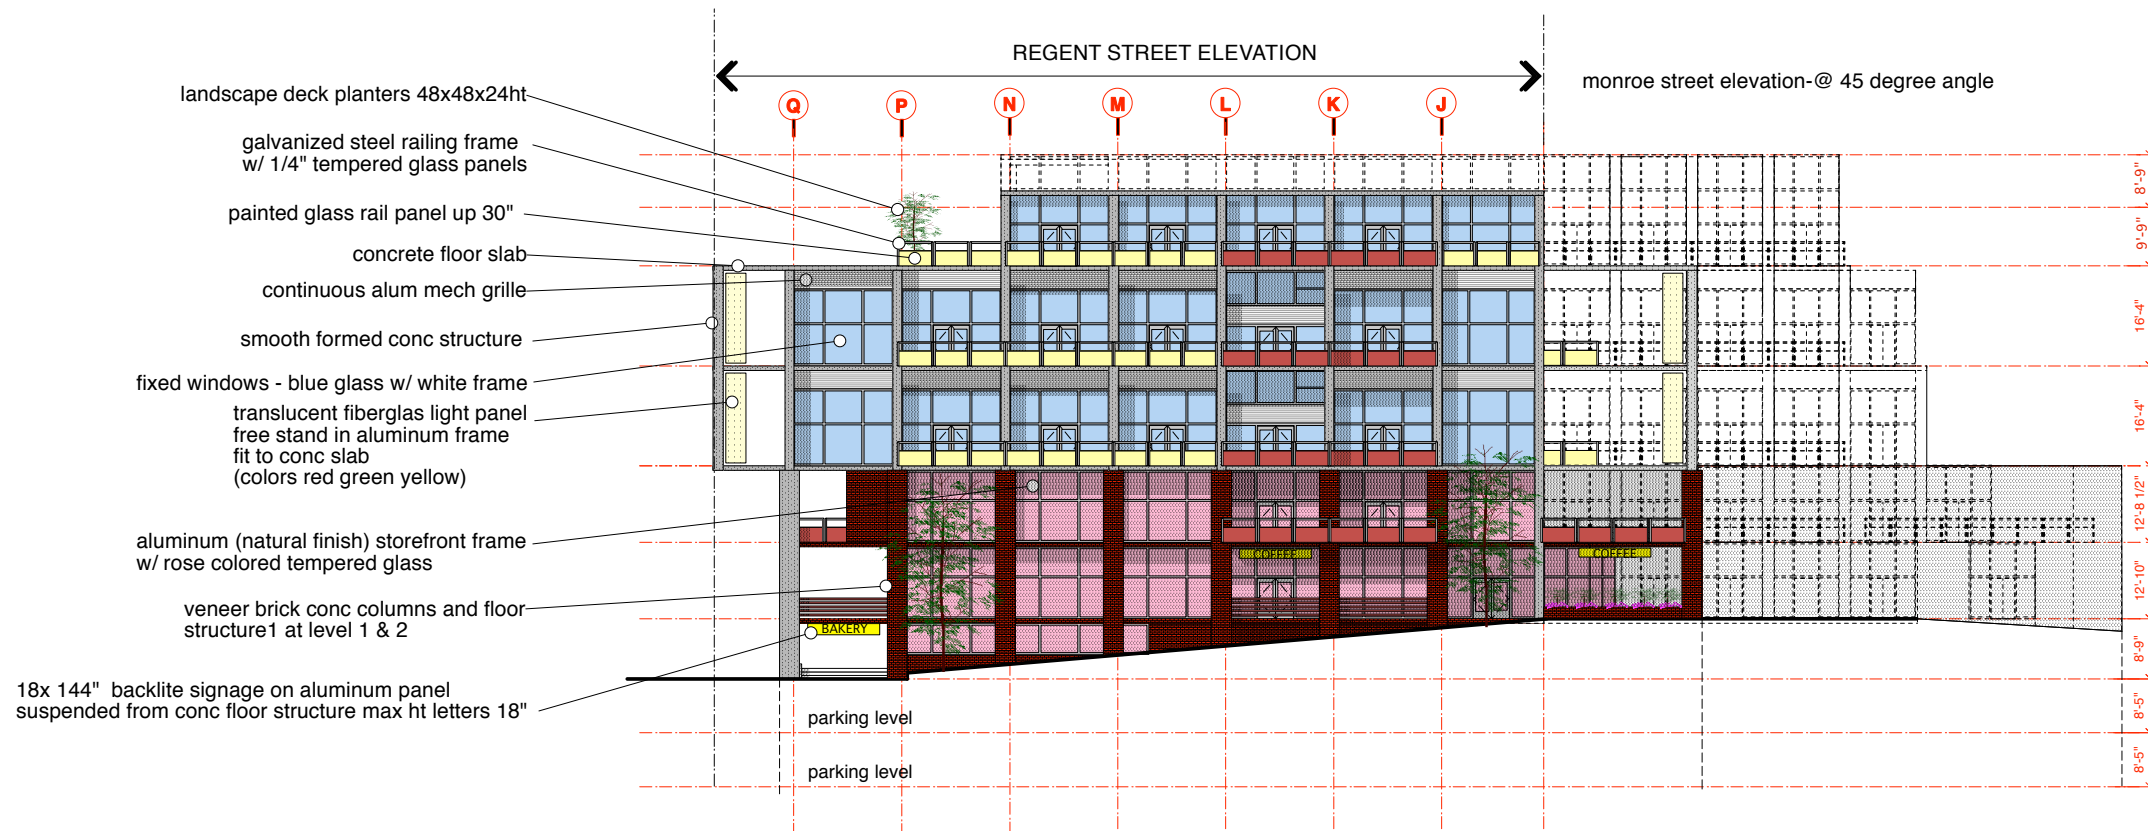 REGENT STREET ELEVATION
monroe street elevation-@ 45 degree angle
landscape deck planters 48x48x24ht
Q P N M L K J
galvanized steel railing frame
w/ 1/4" tempered glass panels
painted glass rail panel up 30"
concrete floor slab
continuous alum mech grille
smooth formed conc structure
fixed windows - blue glass w/ white frame
translucent fiberglas light panel
free stand in aluminum frame
fit to conc slab
(colors red green yellow)
aluminum (natural finish) storefront frame
w/ rose colored tempered glass
veneer brick conc columns and floor
structure1 at level 1 & 2
18x 144" backlite signage on aluminum panel
suspended from conc floor structure max ht letters 18"
COFFEE
COFFEE
BAKERY
parking level
parking level
8'-9"
9'-9"
16'-4"
16'-4"
12'-8 1/2"
12'-10"
8'-9"
8'-5"
8'-5"